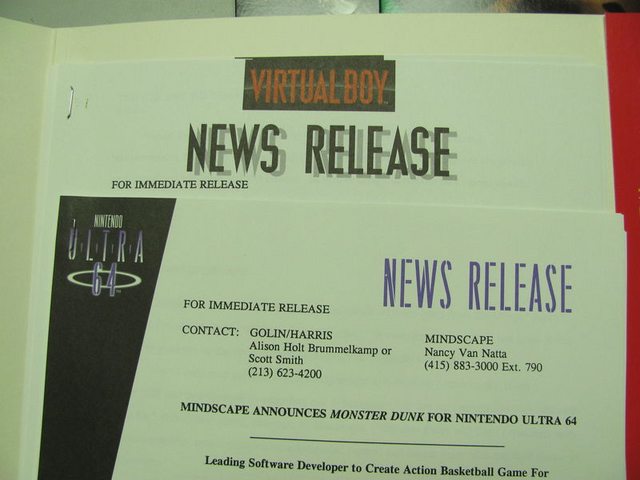 VIRTUAL BOY™
NEWS RELEASE
FOR IMMEDIATE RELEASE
NINTENDO
ULTRA
64™
NEWS RELEASE
FOR IMMEDIATE RELEASE
CONTACT: GOLIN/HARRIS
Alison Holt Brummelkamp or
Scott Smith
(213) 623-4200
MINDSCAPE
Nancy Van Natta
(415) 883-3000 Ext. 790
MINDSCAPE ANNOUNCES MONSTER DUNK FOR NINTENDO ULTRA 64
Leading Software Developer to Create Action Basketball Game For